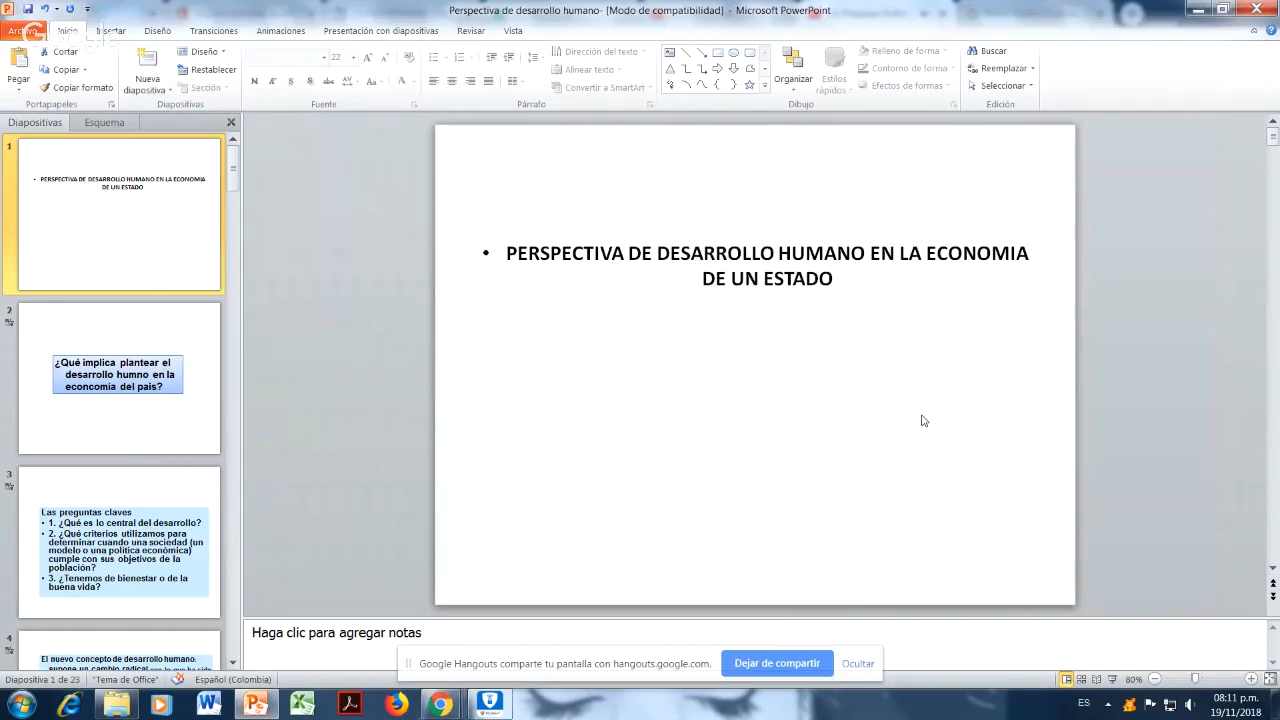 Perspectiva de desarrollo humano- [Modo de compatibilidad] - Microsoft PowerPoint
Archivo Inicio Insertar Diseño Transiciones Animaciones Presentación con diapositivas Revisar Vista
Pegar
Cortar
Copiar
Copiar formato
Portapapeles
Nueva
diapositiva
Diseño
Restablecer
Sección
Diapositivas
22
Fuente
Dirección del texto
Alinear texto
Convertir a SmartArt
Párrafo
Organizar
Estilos
rápidos
Relleno de forma
Contorno de forma
Efectos de formas
Dibujo
Buscar
Reemplazar
Seleccionar
Edición
Diapositivas Esquema
1
• PERSPECTIVA DE DESARROLLO HUMANO EN LA ECONOMIA
DE UN ESTADO
2
¿Qué implica plantear el
desarrollo humno en la
econcomia del pais?
3
Las preguntas claves
• 1. ¿Qué es lo central del desarrollo?
• 2. ¿Qué criterios utilizamos para
determinar cuando una sociedad (un
modelo o una política económica)
cumple con sus objetivos de la
población?
• 3. ¿Tenemos de bienestar o de la
buena vida?
4
El nuevo concepto de desarrollo humano:
• PERSPECTIVA DE DESARROLLO HUMANO EN LA ECONOMIA
DE UN ESTADO
Haga clic para agregar notas
Google Hangouts comparte tu pantalla con hangouts.google.com. Dejar de compartir Ocultar
Diapositiva 1 de 23 "Tema de Office" Español (Colombia) 80%
ES 08:11 p.m.
19/11/2018